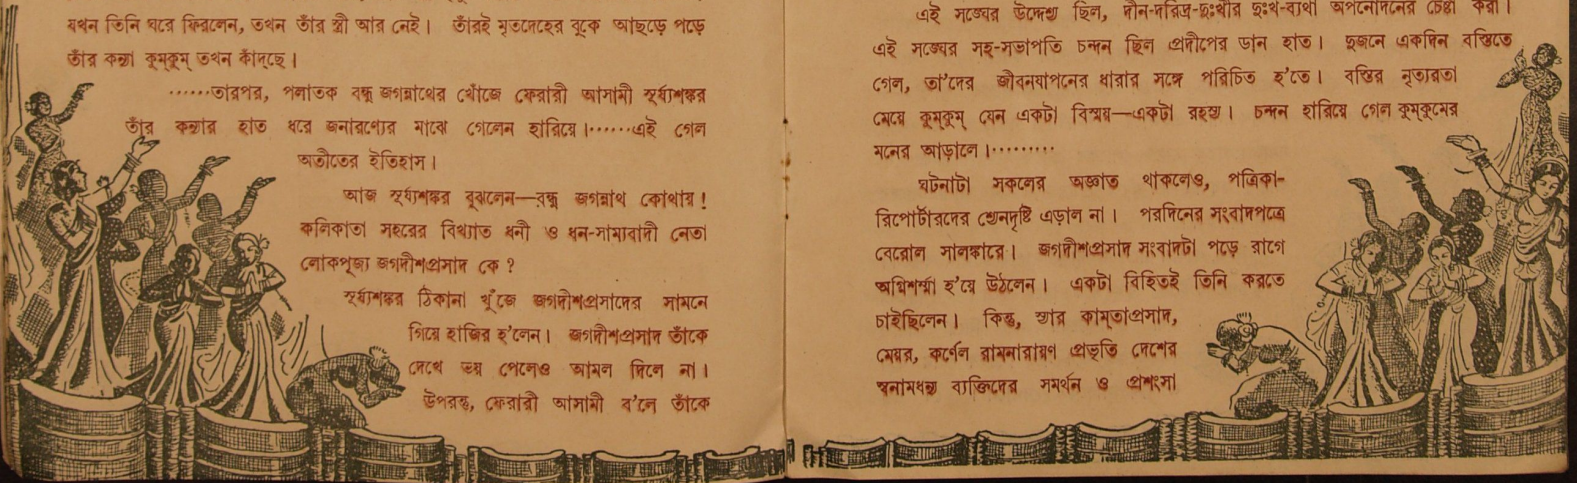 যখন তিনি ঘরে ফিরলেন, তখন তাঁর স্ত্রী আর নেই। তাঁরই মৃতদেহের বুকে আছড়ে পড়ে
তাঁর কন্যা কুম্‌কুম্ তখন কাঁদছে।
······তারপর, পলাতক বন্ধু জগন্নাথের খোঁজে ফেরারী আসামী সূর্য্যশঙ্কর
তাঁর কন্যার হাত ধরে জনারণ্যের মাঝে গেলেন হারিয়ে।······এই গেল
অতীতের ইতিহাস।
আজ সূর্য্যশঙ্কর বুঝলেন—বন্ধু জগন্নাথ কোথায়!
কলিকাতা সহরের বিখ্যাত ধনী ও ধন-সাম্যবাদী নেতা
লোকপূজ্য জগদীশপ্রসাদ কে?
সূর্য্যশঙ্কর ঠিকানা খুঁজে জগদীশপ্রসাদের সামনে
গিয়ে হাজির হ'লেন। জগদীশপ্রসাদ তাঁকে
দেখে ভয় পেলেও আমল দিলে না।
উপরন্তু, ফেরারী আসামী ব'লে তাঁকে
এই সঙ্ঘের উদ্দেশ্য ছিল, দীন-দরিদ্র-দুঃখীর দুঃখ-ব্যথা অপনোদনের চেষ্টা করা।
এই সঙ্ঘের সহ-সভাপতি চন্দন ছিল প্রদীপের ডান হাত। দুজনে একদিন বস্তিতে
গেল, তা'দের জীবনযাপনের ধারার সঙ্গে পরিচিত হ'তে। বস্তির নৃত্যরতা
মেয়ে কুম্‌কুম্ যেন একটা বিস্ময়—একটা রহস্য। চন্দন হারিয়ে গেল কুম্‌কুমের
মনের আড়ালে।·········
ঘটনাটা সকলের অজ্ঞাত থাকলেও, পত্রিকা-
রিপোর্টারদের শ্যেনদৃষ্টি এড়াল না। পরদিনের সংবাদপত্রে
বেরোল সালঙ্কারে। জগদীশপ্রসাদ সংবাদটা পড়ে রাগে
অগ্নিশর্ম্মা হ'য়ে উঠলেন। একটা বিহিতই তিনি করতে
চাইছিলেন। কিন্তু, স্যার কাম্‌তাপ্রসাদ,
মেয়র, কর্ণেল রামনারায়ণ প্রভৃতি দেশের
স্বনামধন্য ব্যক্তিদের সমর্থন ও প্রশংসা